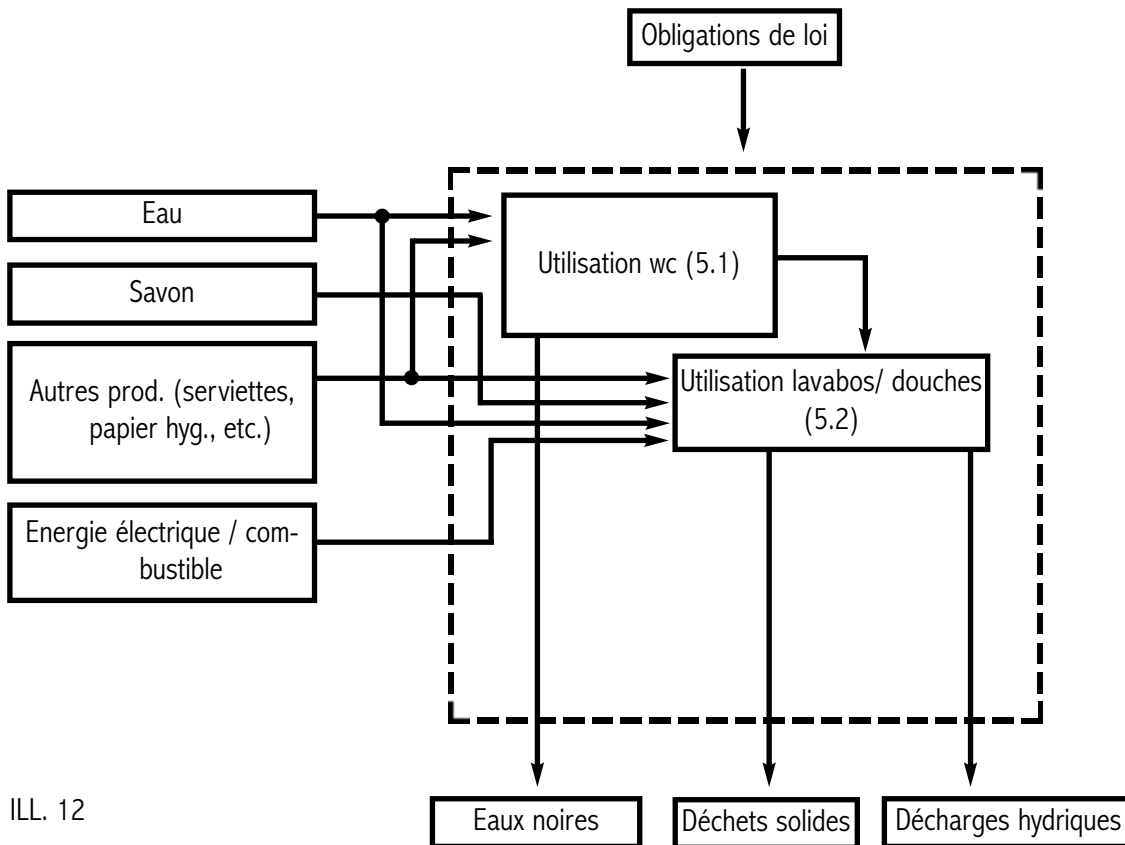 Obligations de loi
Eau
Utilisation wc (5.1)
Savon
Autres prod. (serviettes,
papier hyg., etc.)
Utilisation lavabos/ douches
(5.2)
Energie électrique / com-
bustible
ILL. 12
Eaux noires
Déchets solides
Décharges hydriques